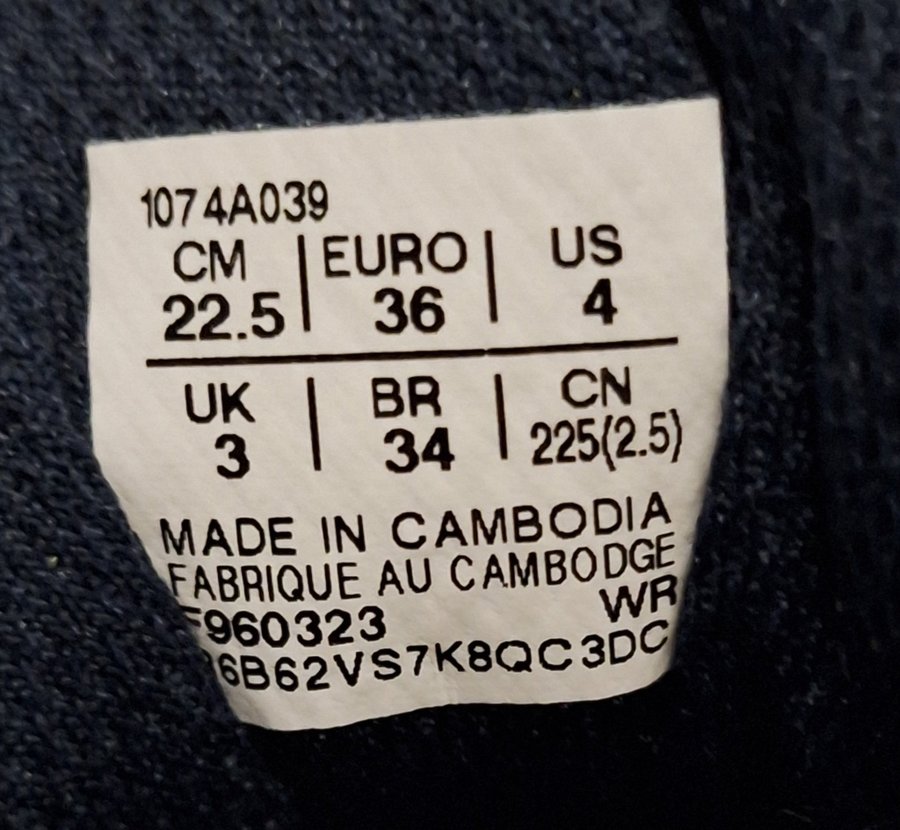 1074A039
CM | EURO | US
22.5 | 36 | 4
UK | BR | CN
3 | 34 | 225(2.5)
MADE IN CAMBODIA
FABRIQUE AU CAMBODGE
960323 WR
6B62VS7K8QC3DC